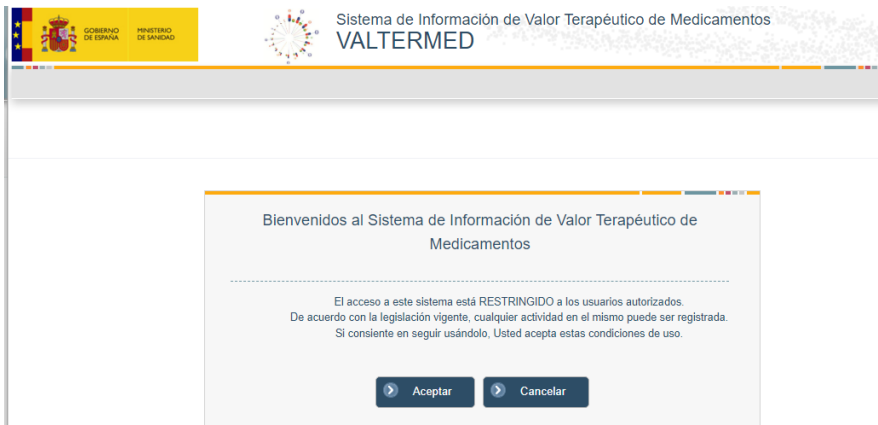 GOBIERNO
DE ESPAÑA
MINISTERIO
DE SANIDAD
Sistema de Información de Valor Terapéutico de Medicamentos
VALTERMED
Bienvenidos al Sistema de Información de Valor Terapéutico de
Medicamentos
El acceso a este sistema está RESTRINGIDO a los usuarios autorizados.
De acuerdo con la legislación vigente, cualquier actividad en el mismo puede ser registrada.
Si consiente en seguir usándolo, Usted acepta estas condiciones de uso.
Aceptar
Cancelar